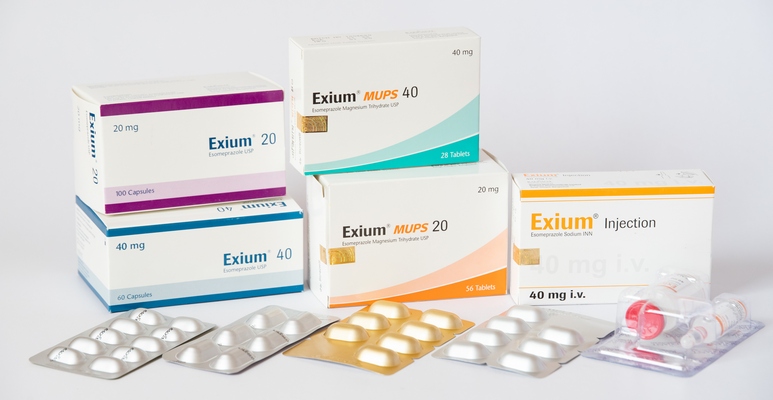 Exium® MUPS 40
Esomeprazole Magnesium Trihydrate USP
40 mg
28 Tablets
20 mg
Exium® 20
Esomeprazole USP
100 Capsules
Exium 20
40 mg
Exium® 40
Esomeprazole USP
60 Capsules
Exium 40
20 mg
Exium® MUPS 20
Esomeprazole Magnesium Trihydrate USP
56 Tablets
Exium® Injection
Exium® Injection
Esomeprazole Sodium INN
40 mg i.v.
40 mg i.v.